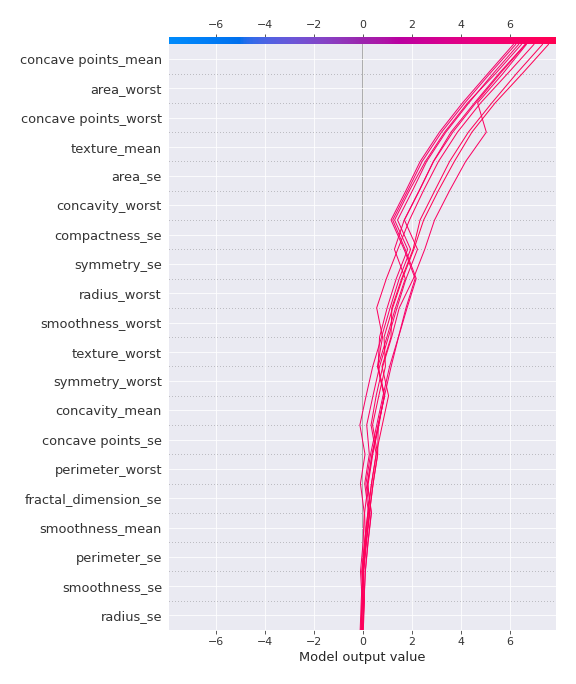 −6 −4 −2 0 2 4 6
concave points_mean
area_worst
concave points_worst
texture_mean
area_se
concavity_worst
compactness_se
symmetry_se
radius_worst
smoothness_worst
texture_worst
symmetry_worst
concavity_mean
concave points_se
perimeter_worst
fractal_dimension_se
smoothness_mean
perimeter_se
smoothness_se
radius_se
−6 −4 −2 0 2 4 6
Model output value